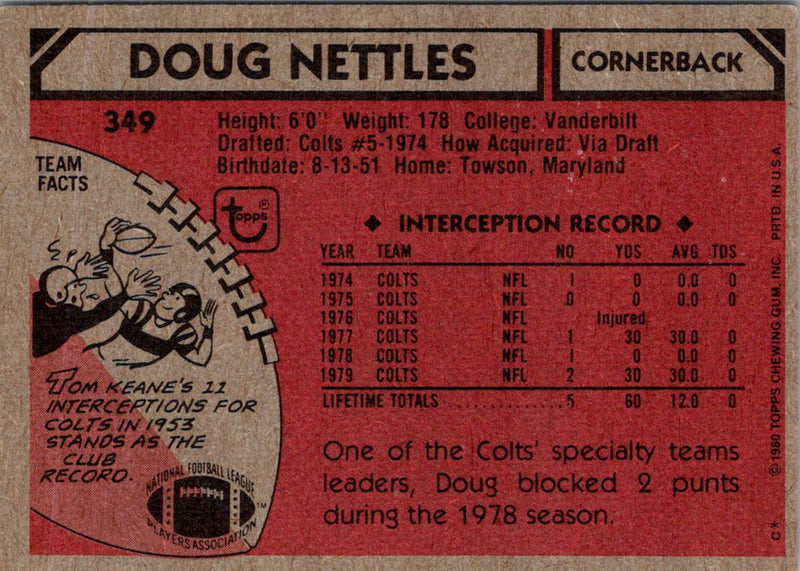 DOUG NETTLES
CORNERBACK
349
Height: 6'0" Weight: 178 College: Vanderbilt
Drafted: Colts #5-1974 How Acquired: Via Draft
Birthdate: 8-13-51 Home: Towson, Maryland
TEAM
FACTS
topps®
◆ INTERCEPTION RECORD ◆
YEAR TEAM NO YDS AVG TDS
1974 COLTS NFL 1 0 0.0 0
1975 COLTS NFL 0 0 0.0 0
1976 COLTS NFL Injured
1977 COLTS NFL 1 30 30.0 0
1978 COLTS NFL 1 0 0.0 0
1979 COLTS NFL 2 30 30.0 0
LIFETIME TOTALS .............. 5 60 12.0 0
One of the Colts' specialty teams
leaders, Doug blocked 2 punts
during the 1978 season.
TOM KEANE'S 11
INTERCEPTIONS FOR
COLTS IN 1953
STANDS AS THE
CLUB
RECORD.
NATIONAL FOOTBALL LEAGUE
PLAYERS ASSOCIATION™
C* © 1980 TOPPS CHEWING GUM, INC. PRTD. IN U.S.A.